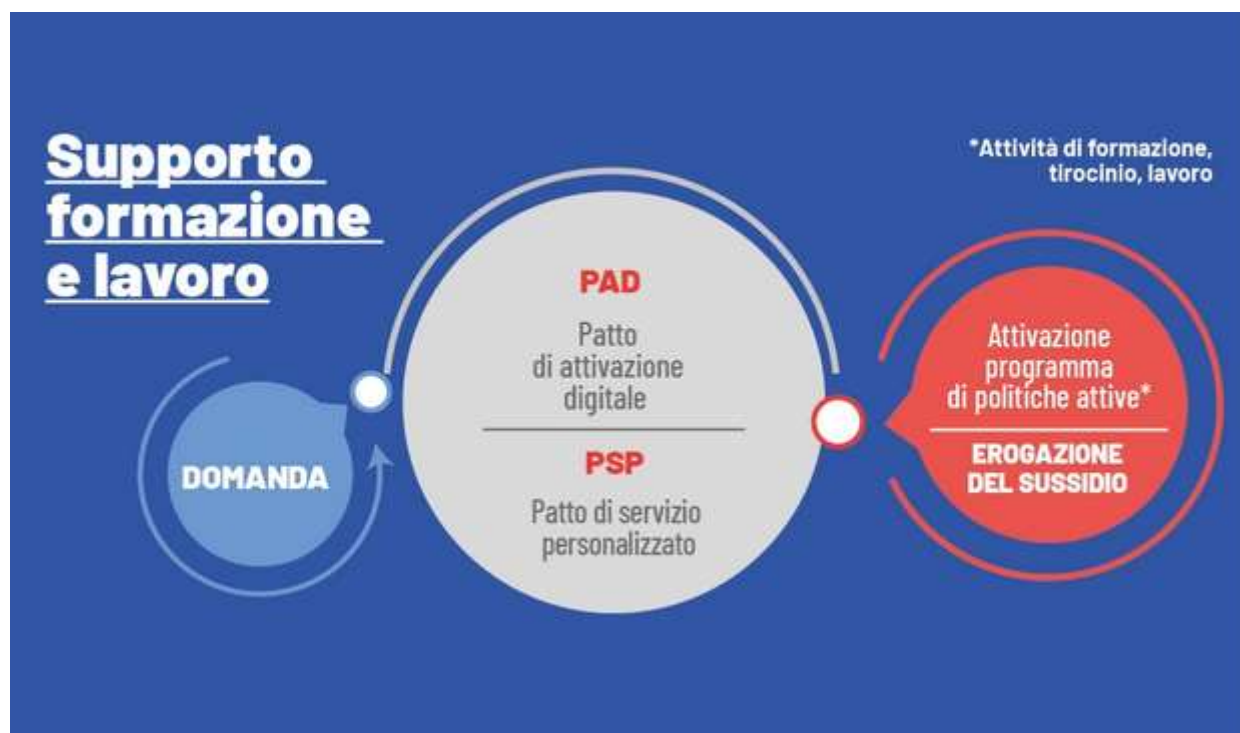 Supporto
formazione
e lavoro
DOMANDA
PAD
Patto
di attivazione
digitale
PSP
Patto di servizio
personalizzato
*Attività di formazione,
tirocinio, lavoro
Attivazione
programma
di politiche attive*
EROGAZIONE
DEL SUSSIDIO